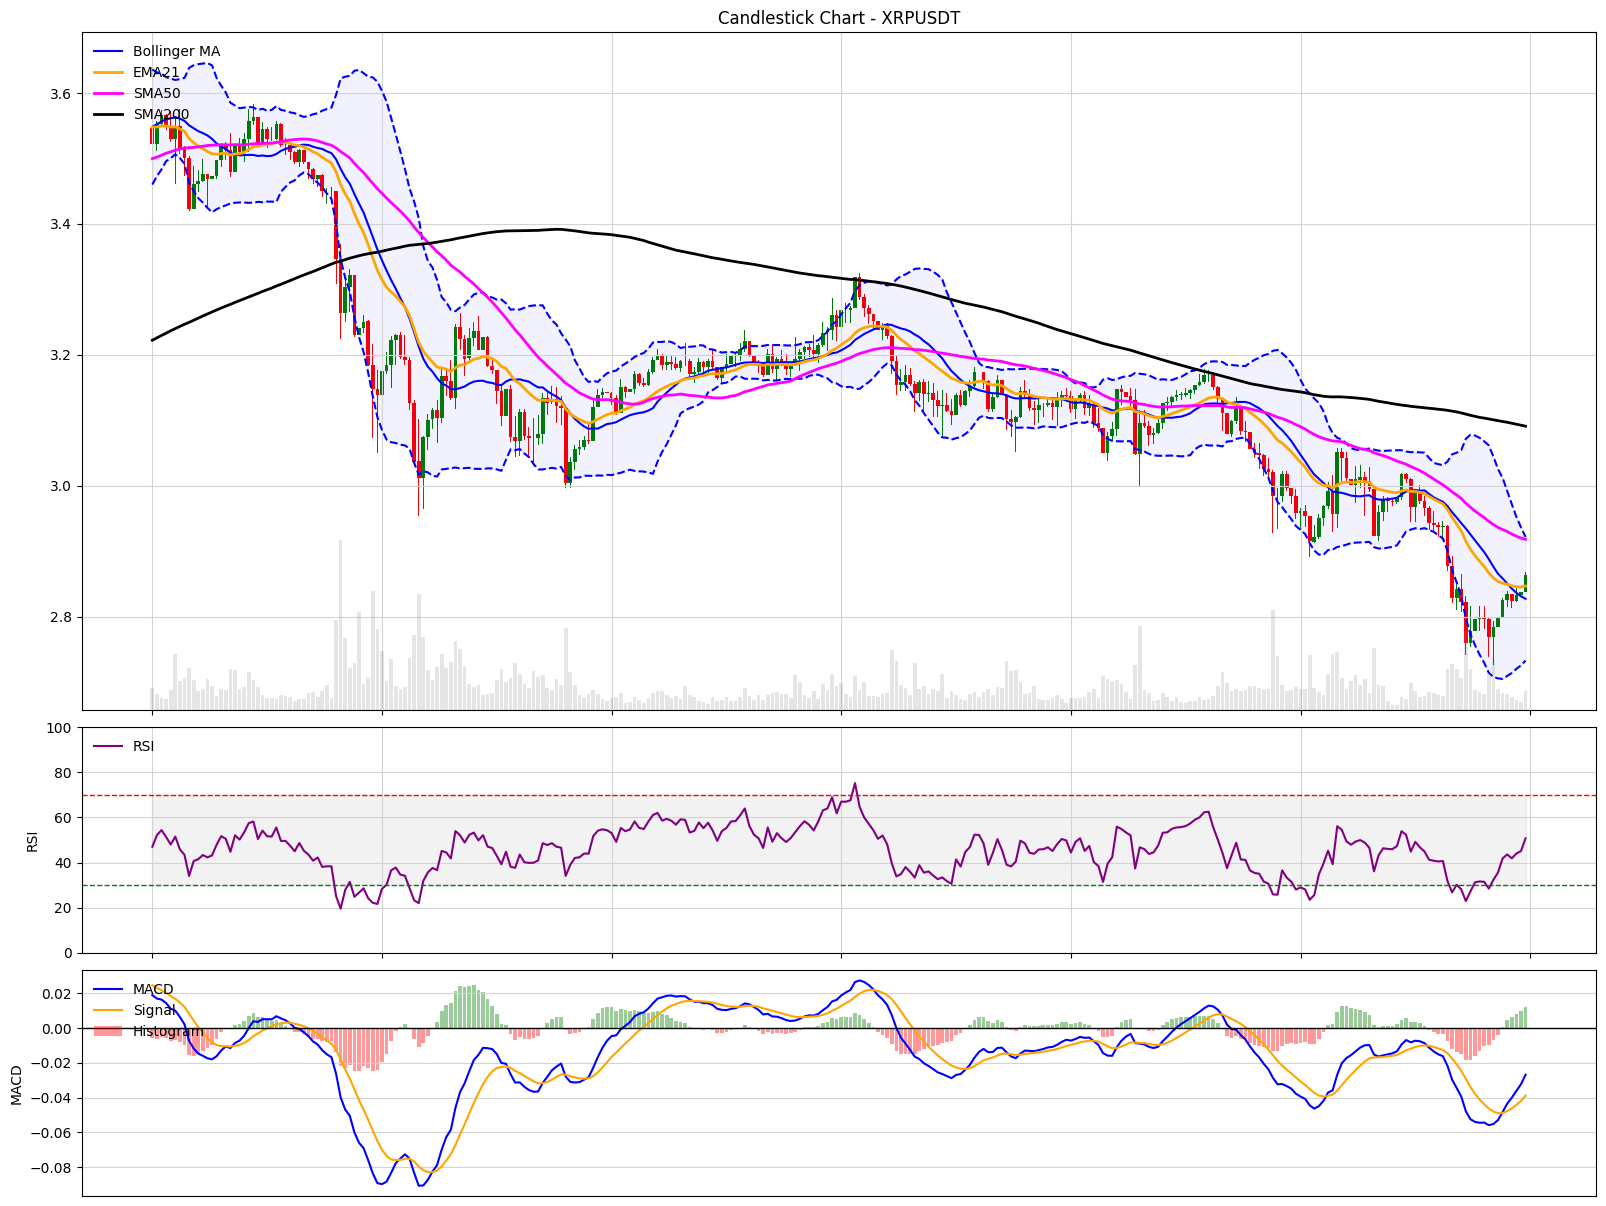 Candlestick Chart - XRPUSDT
Bollinger MA
EMA21
SMA50
SMA200
3.6
3.4
3.2
3.0
2.8
RSI
100
80
60
40
20
0
RSI
MACD
Signal
Histogram
0.02
0.00
−0.02
−0.04
−0.06
−0.08
MACD